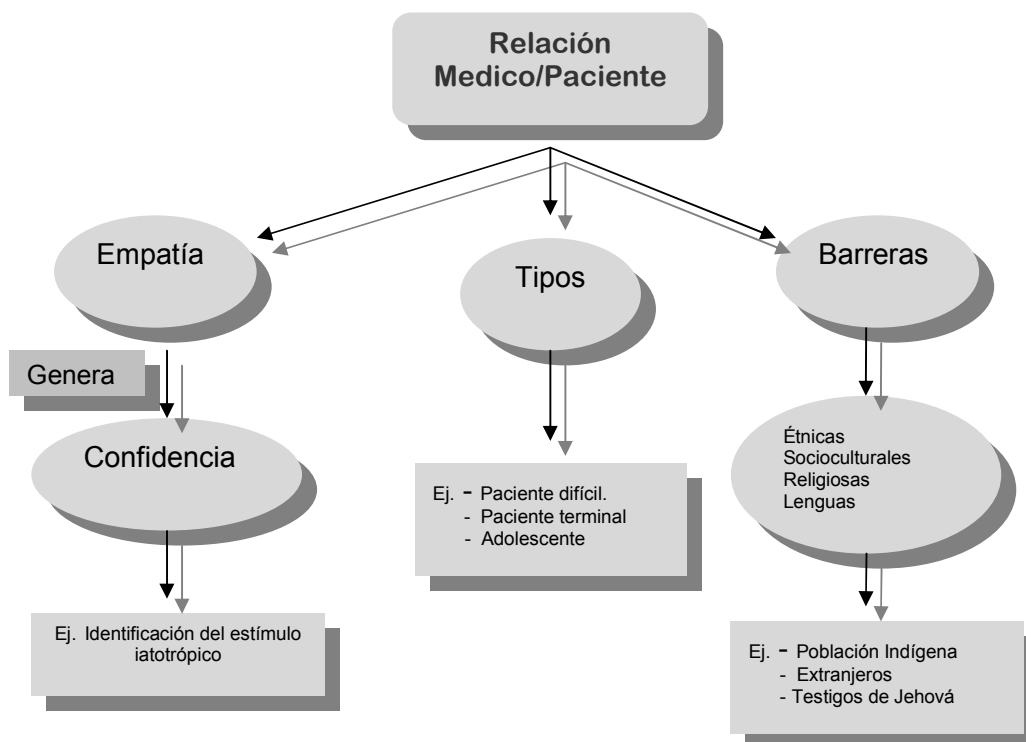 Relación
Medico/Paciente
Empatía
Tipos
Barreras
Genera
Confidencia
Étnicas
Socioculturales
Religiosas
Lenguas
Ej. - Paciente difícil.
- Paciente terminal
- Adolescente
Ej. Identificación del estímulo
iatotrópico
Ej. - Población Indígena
- Extranjeros
- Testigos de Jehová